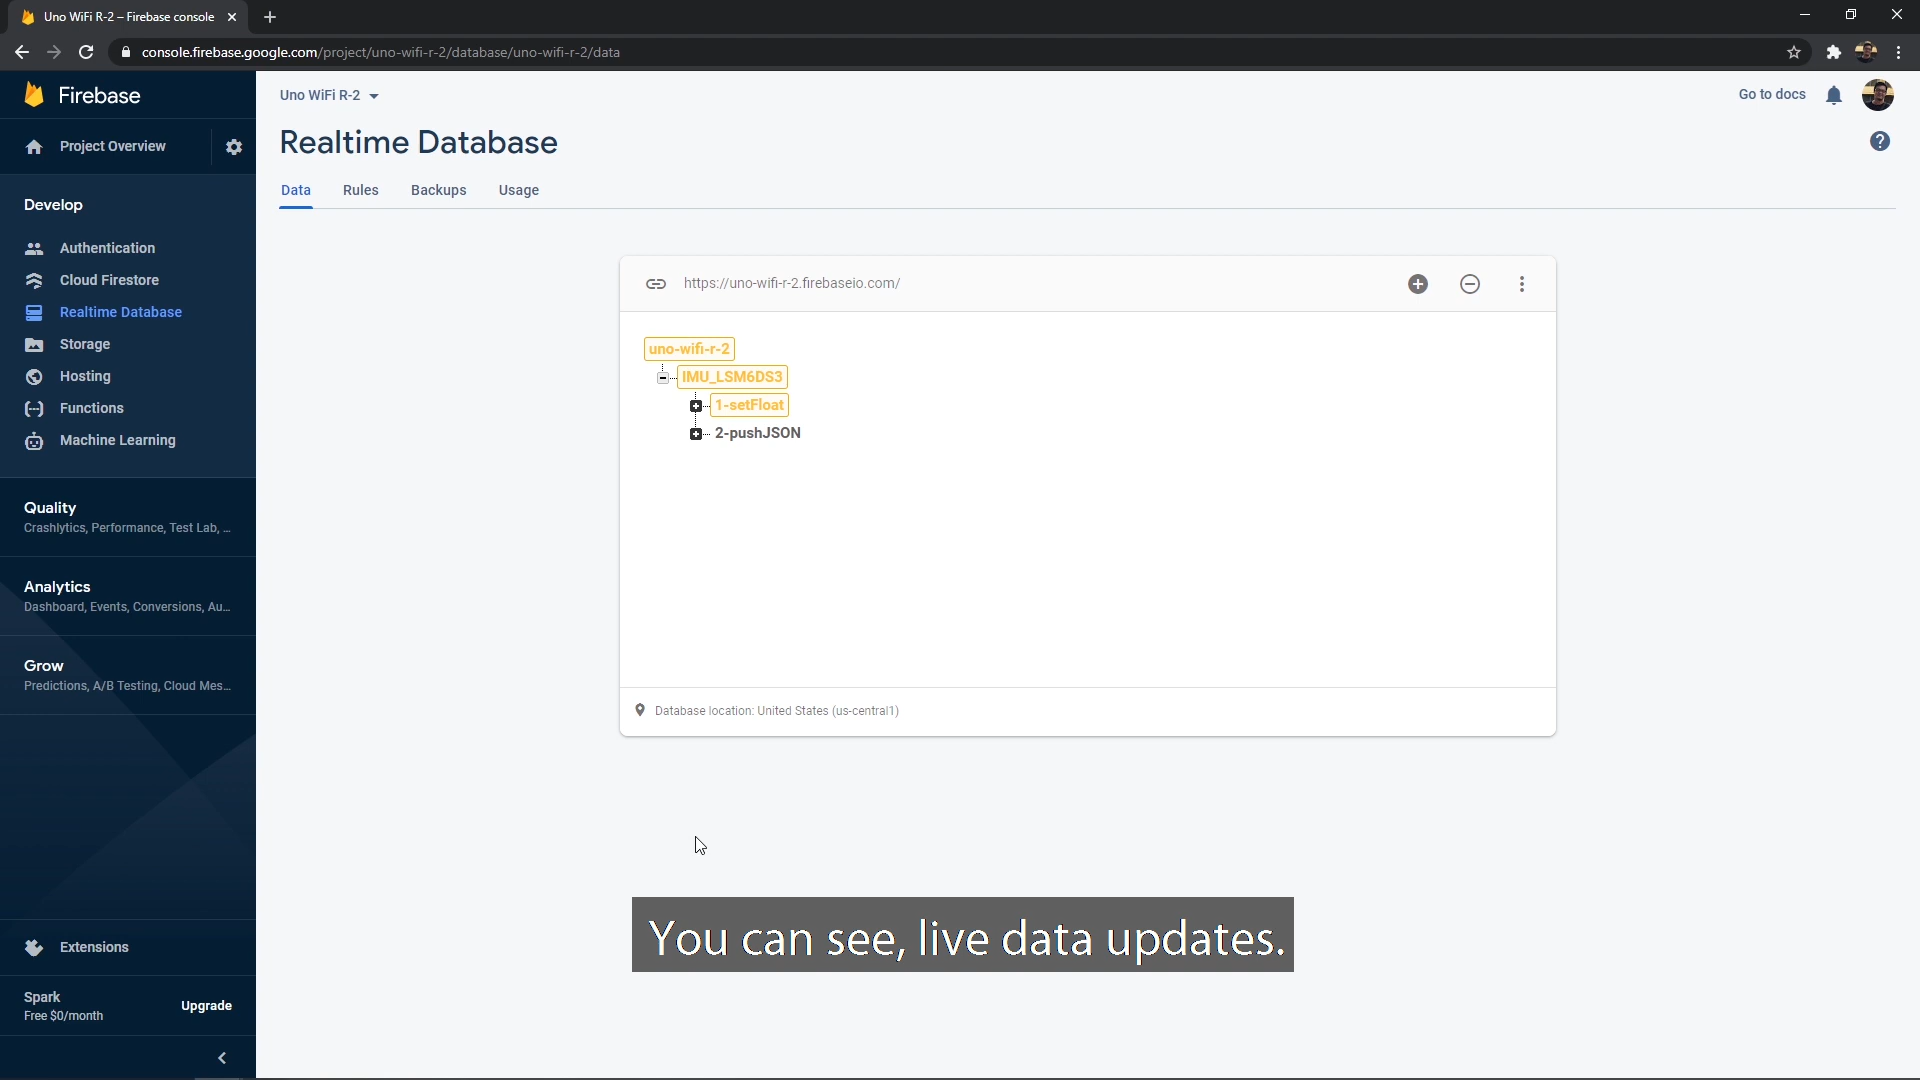 Uno WiFi R-2 – Firebase console
console.firebase.google.com/project/uno-wifi-r-2/database/uno-wifi-r-2/data
Firebase
Project Overview
Develop
Authentication
Cloud Firestore
Realtime Database
Storage
Hosting
Functions
Machine Learning
Quality
Crashlytics, Performance, Test Lab, ...
Analytics
Dashboard, Events, Conversions, Au...
Grow
Predictions, A/B Testing, Cloud Mes...
Extensions
Spark
Free $0/month
Upgrade
Uno WiFi R-2
Go to docs
Realtime Database
Data Rules Backups Usage
https://uno-wifi-r-2.firebaseio.com/
uno-wifi-r-2
IMU_LSM6DS3
1-setFloat
2-pushJSON
Database location: United States (us-central1)
You can see, live data updates.